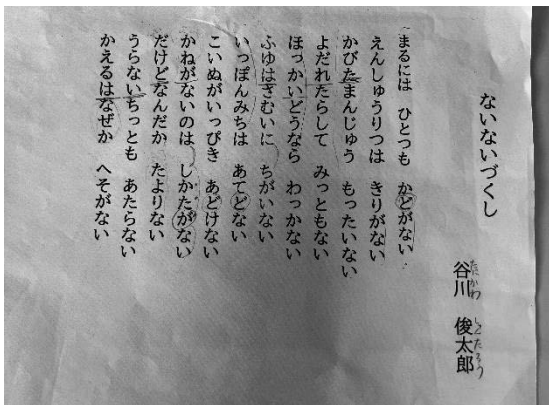 ないないづくし
谷川 俊太郎
まるには ひとつも かどがない
えんしゅうりつは きりがない
かびたまんじゅう もったいない
よだれたらして みっともない
ほっかいどうなら わっかない
ふゆはさむいに ちがいない
いっぽんみちは あてどない
こいぬがいっぴき あどけない
かねがないのは しかたがない
だけどなんだか たよりない
うらないちっとも あたらない
かえるはなぜか へそがない